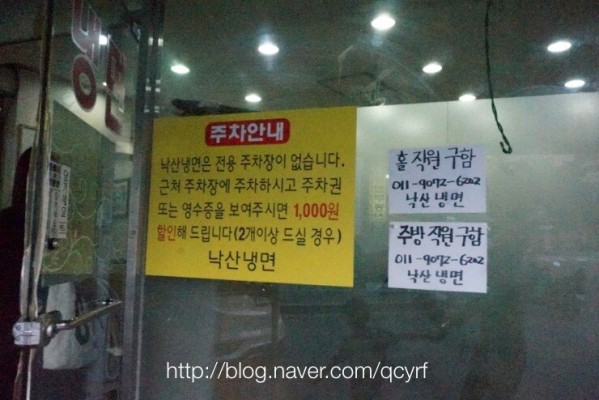 냉면
주차안내
낙산냉면은 전용 주차장이 없습니다.
근처 주차장에 주차하시고 주차권
또는 영수증을 보여주시면 1,000원
할인해 드립니다(2개이상 드실 경우)
낙산냉면
홀 직원 구함
011-9072-6202
낙산냉면
주방 직원 구함
011-9072-6202
낙산냉면
http://blog.naver.com/qcyrf